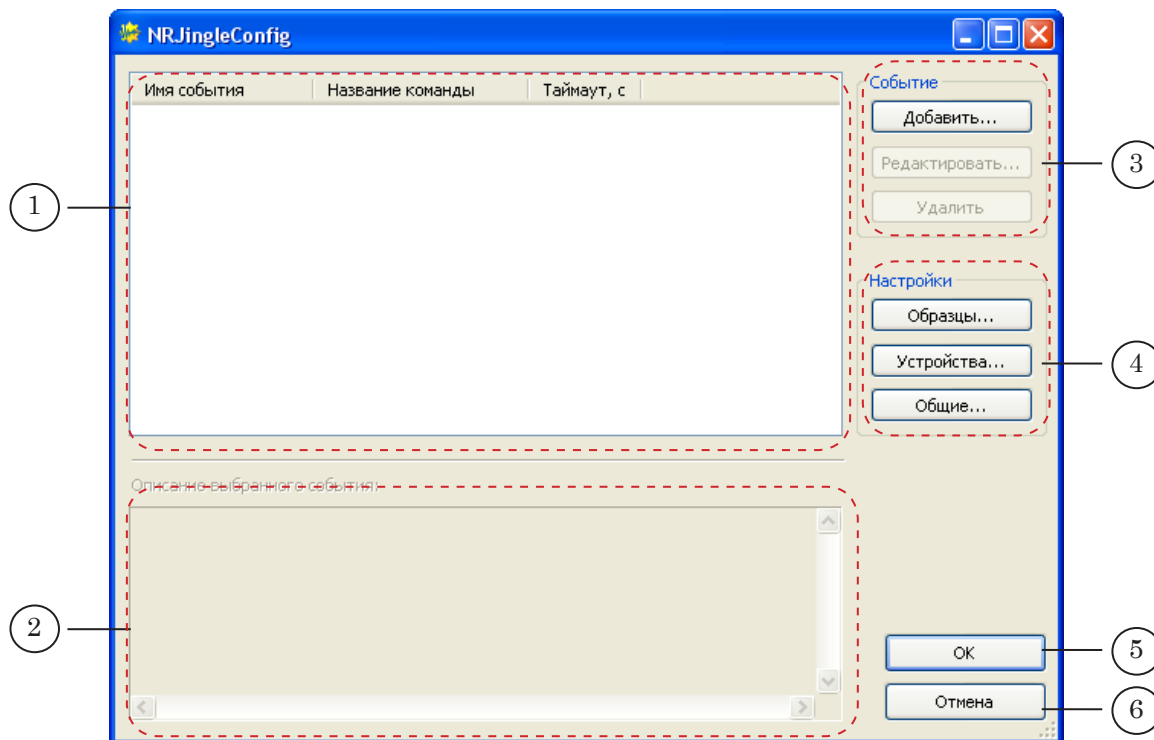 NRJingleConfig
Имя события Название команды Таймаут, с
Событие
Добавить...
Редактировать...
Удалить
Настройки
Образцы...
Устройства...
Общие...
Описание выбранного события:
OK
Отмена
1
2
3
4
5
6